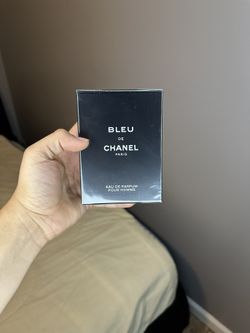 BLEU
DE
CHANEL
PARIS
EAU DE PARFUM
POUR HOMME